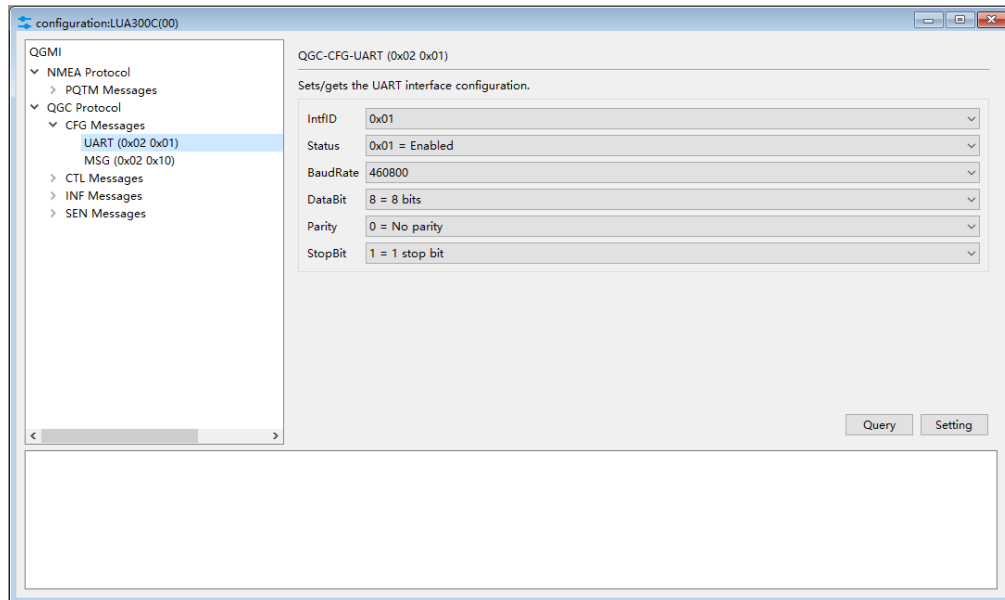 configuration:LUA300C(00)
QGMI
NMEA Protocol
PQTM Messages
QGC Protocol
CFG Messages
UART (0x02 0x01)
MSG (0x02 0x10)
CTL Messages
INF Messages
SEN Messages
QGC-CFG-UART (0x02 0x01)
Sets/gets the UART interface configuration.
IntfID 0x01
Status 0x01 = Enabled
BaudRate 460800
DataBit 8 = 8 bits
Parity 0 = No parity
StopBit 1 = 1 stop bit
Query Setting